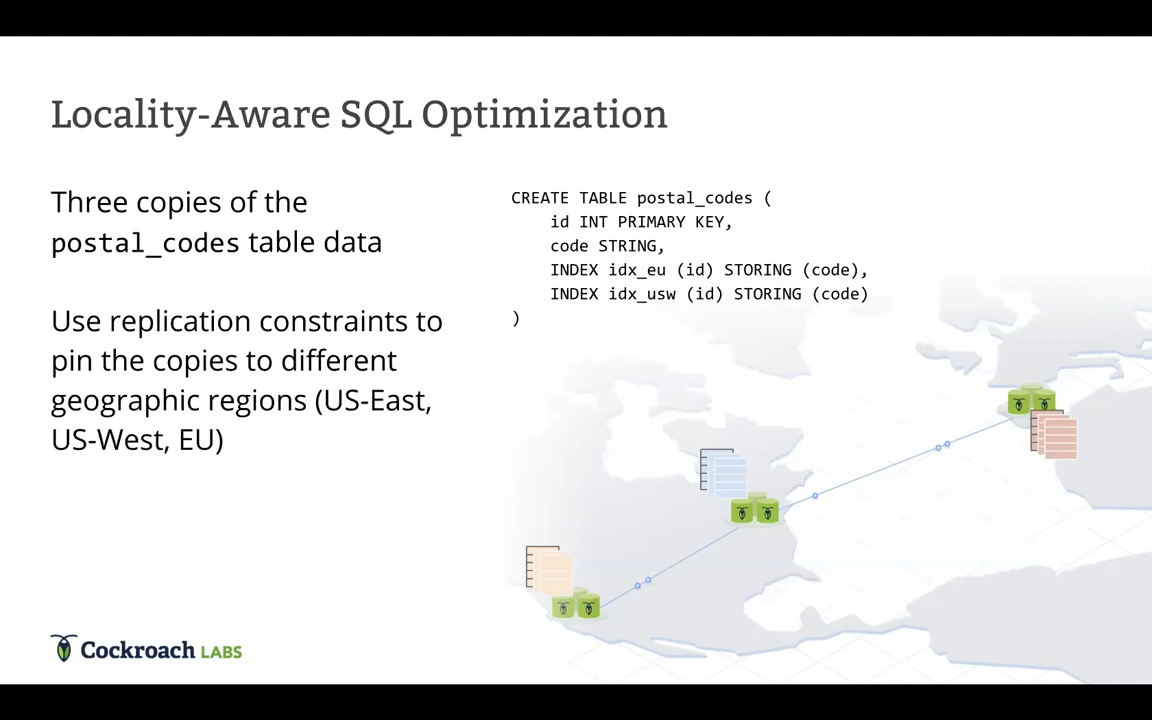 Locality-Aware SQL Optimization
Three copies of the
postal_codes table data
Use replication constraints to
pin the copies to different
geographic regions (US-East,
US-West, EU)
CREATE TABLE postal_codes (
    id INT PRIMARY KEY,
    code STRING,
    INDEX idx_eu (id) STORING (code),
    INDEX idx_usw (id) STORING (code)
)
Cockroach LABS